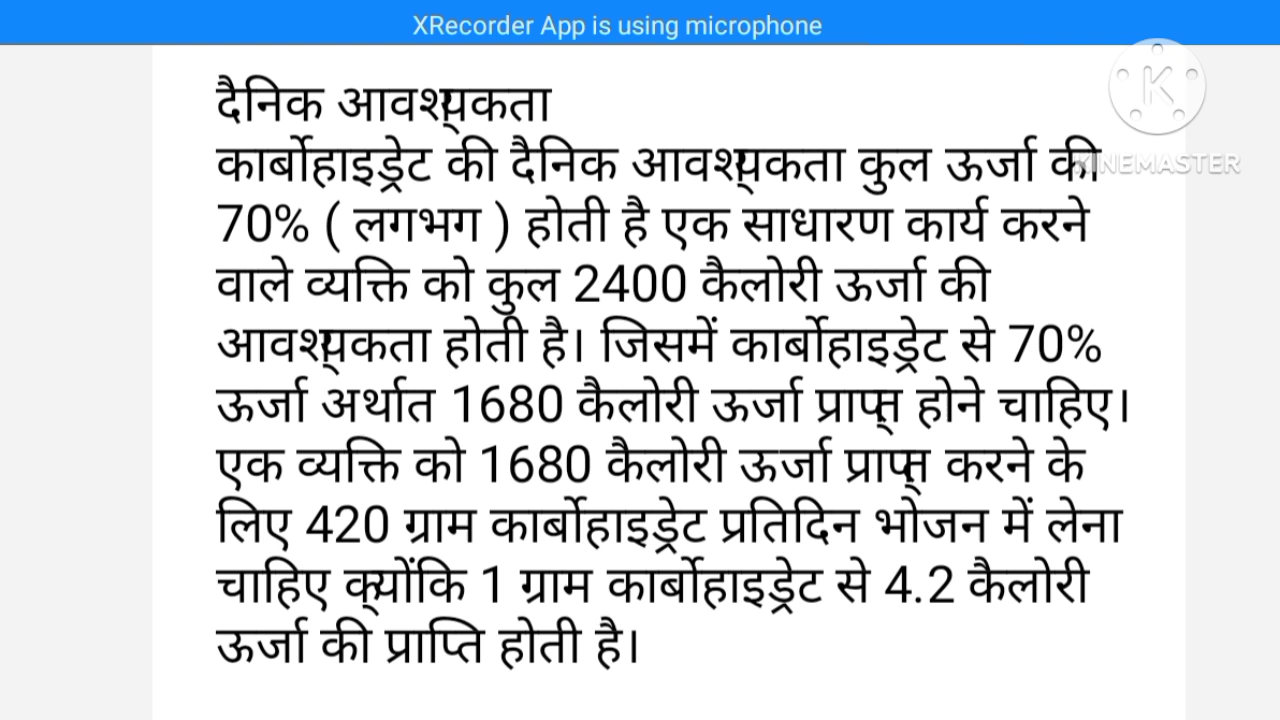 XRecorder App is using microphone
दैनिक आवश्यकता
कार्बोहाइड्रेट की दैनिक आवश्यकता कुल ऊर्जा की
KINEMASTER
70% ( लगभग ) होती है एक साधारण कार्य करने
वाले व्यक्ति को कुल 2400 कैलोरी ऊर्जा की
आवश्यकता होती है। जिसमें कार्बोहाइड्रेट से 70%
ऊर्जा अर्थात 1680 कैलोरी ऊर्जा प्राप्त होने चाहिए।
एक व्यक्ति को 1680 कैलोरी ऊर्जा प्राप्त करने के
लिए 420 ग्राम कार्बोहाइड्रेट प्रतिदिन भोजन में लेना
चाहिए क्योंकि 1 ग्राम कार्बोहाइड्रेट से 4.2 कैलोरी
ऊर्जा की प्राप्ति होती है।